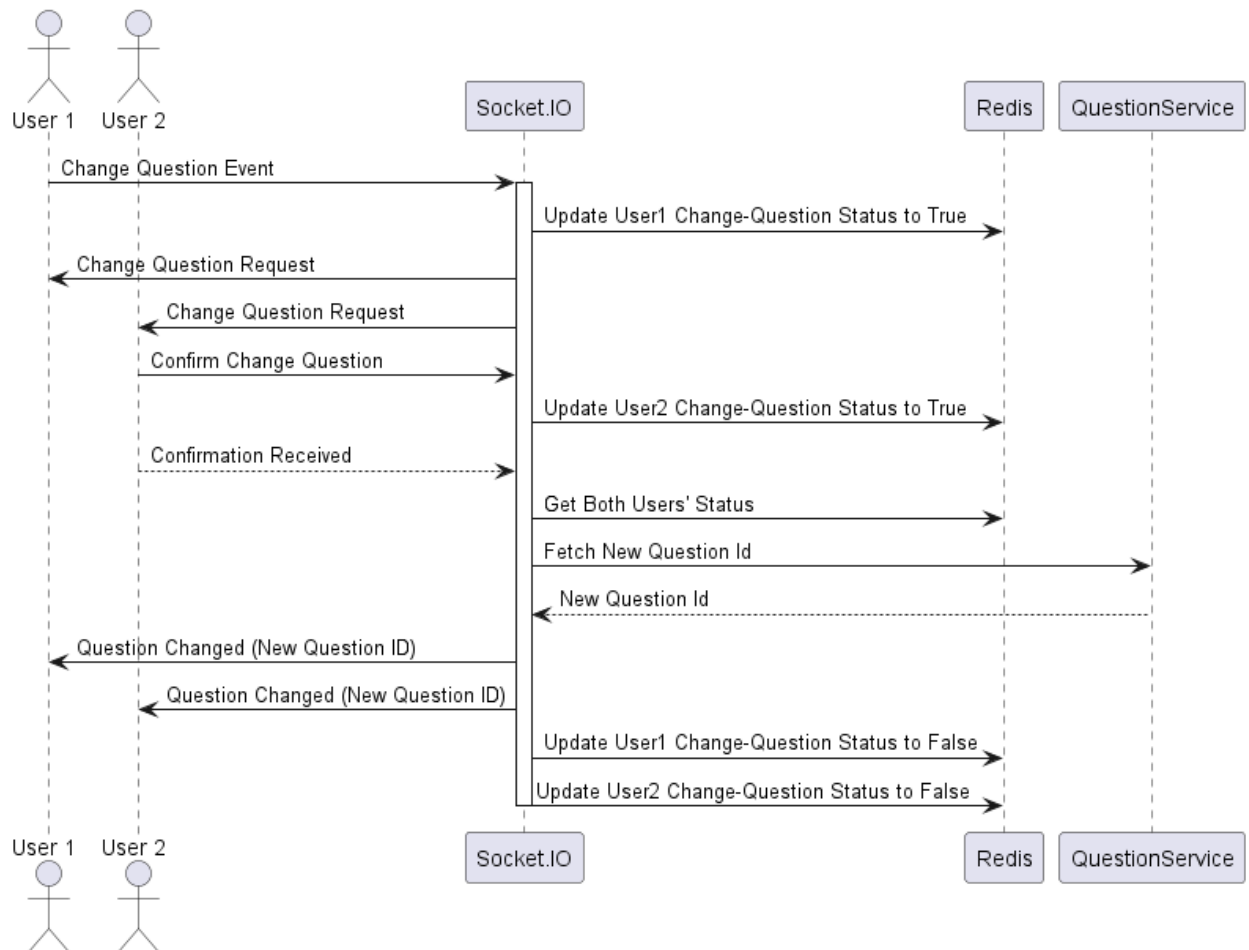 Socket.IO
Redis
QuestionService
User 1
User 2
Change Question Event
Update User1 Change-Question Status to True
Change Question Request
Change Question Request
Confirm Change Question
Update User2 Change-Question Status to True
Confirmation Received
Get Both Users' Status
Fetch New Question Id
New Question Id
Question Changed (New Question ID)
Question Changed (New Question ID)
Update User1 Change-Question Status to False
Update User2 Change-Question Status to False
User 1
User 2
Socket.IO
Redis
QuestionService